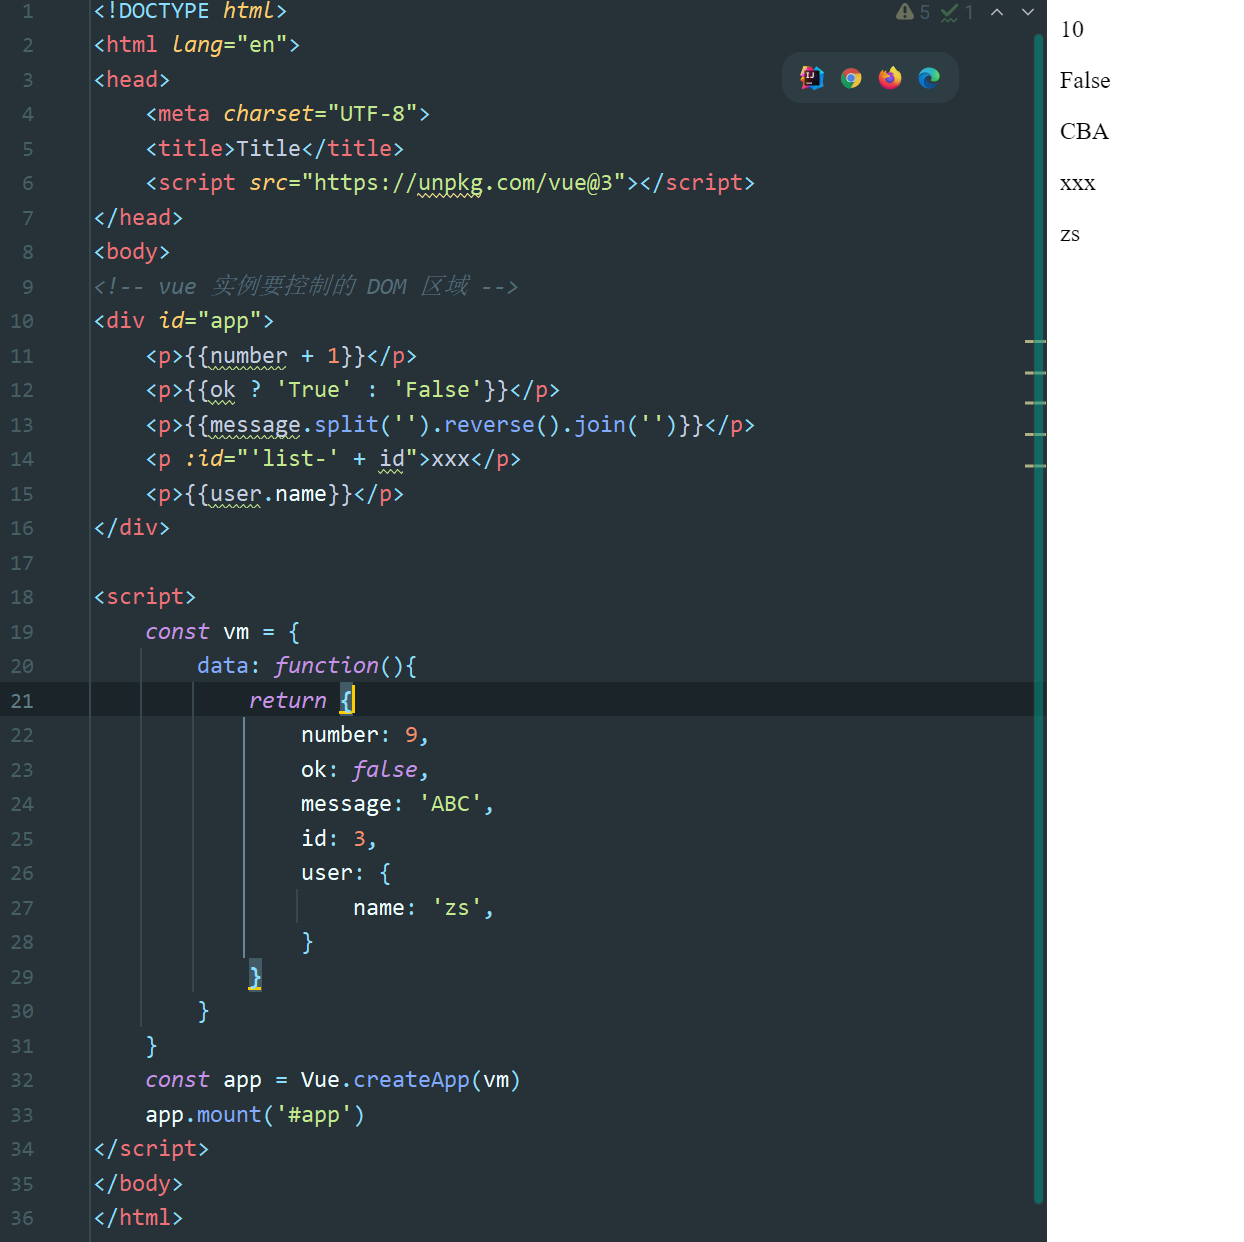 1 <!DOCTYPE html>
2 <html lang="en">
3 <head>
4     <meta charset="UTF-8">
5     <title>Title</title>
6     <script src="https://unpkg.com/vue@3"></script>
7 </head>
8 <body>
9 <!-- vue 实例要控制的 DOM 区域 -->
10 <div id="app">
11     <p>{{number + 1}}</p>
12     <p>{{ok ? 'True' : 'False'}}</p>
13     <p>{{message.split('').reverse().join('')}}</p>
14     <p :id="'list-' + id">xxx</p>
15     <p>{{user.name}}</p>
16 </div>
17
18 <script>
19     const vm = {
20         data: function(){
21             return {
22                 number: 9,
23                 ok: false,
24                 message: 'ABC',
25                 id: 3,
26                 user: {
27                     name: 'zs',
28                 }
29             }
30         }
31     }
32     const app = Vue.createApp(vm)
33     app.mount('#app')
34 </script>
35 </body>
36 </html>
5 1
10
False
CBA
xxx
zs